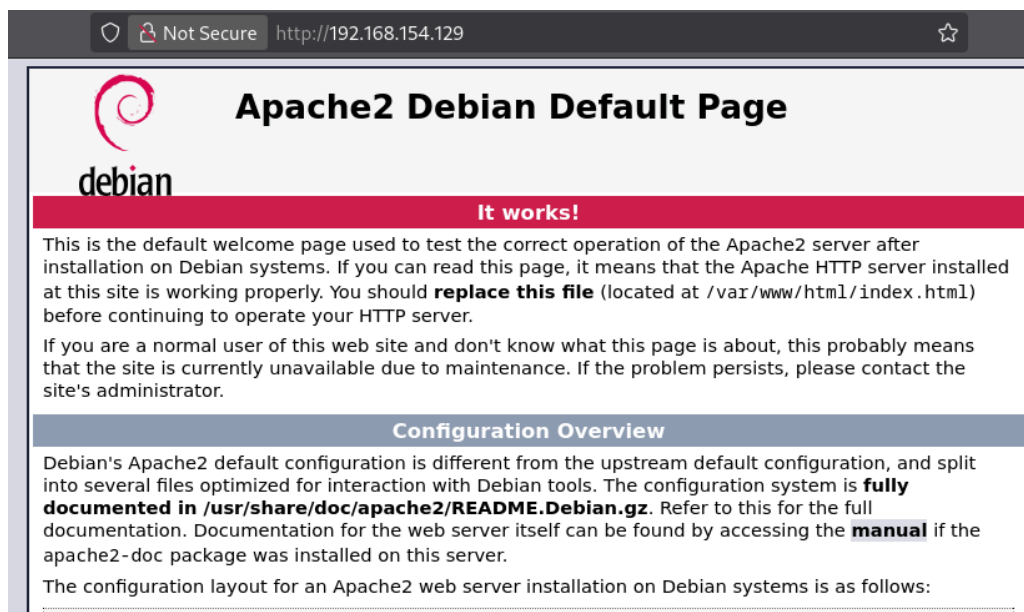 Not Secure http://192.168.154.129
Apache2 Debian Default Page
debian
It works!
This is the default welcome page used to test the correct operation of the Apache2 server after
installation on Debian systems. If you can read this page, it means that the Apache HTTP server installed
at this site is working properly. You should replace this file (located at /var/www/html/index.html)
before continuing to operate your HTTP server.
If you are a normal user of this web site and don't know what this page is about, this probably means
that the site is currently unavailable due to maintenance. If the problem persists, please contact the
site's administrator.
Configuration Overview
Debian's Apache2 default configuration is different from the upstream default configuration, and split
into several files optimized for interaction with Debian tools. The configuration system is fully
documented in /usr/share/doc/apache2/README.Debian.gz. Refer to this for the full
documentation. Documentation for the web server itself can be found by accessing the manual if the
apache2-doc package was installed on this server.
The configuration layout for an Apache2 web server installation on Debian systems is as follows: